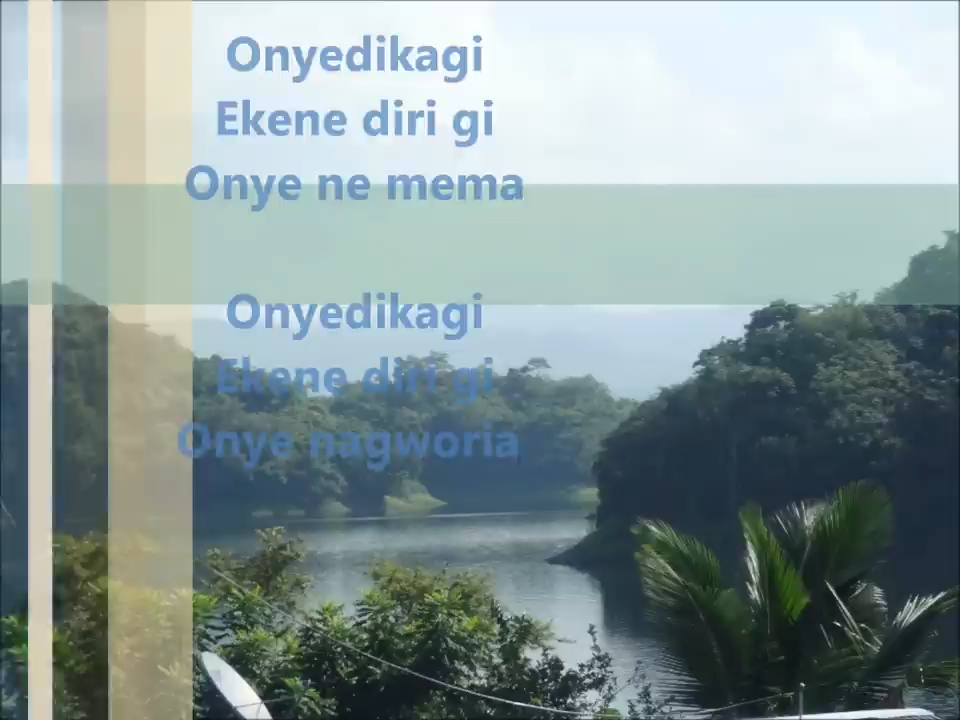 Onyedikagi
Ekene diri gi
Onye ne mema
Onyedikagi
Ekene diri gi
Onye nagworia